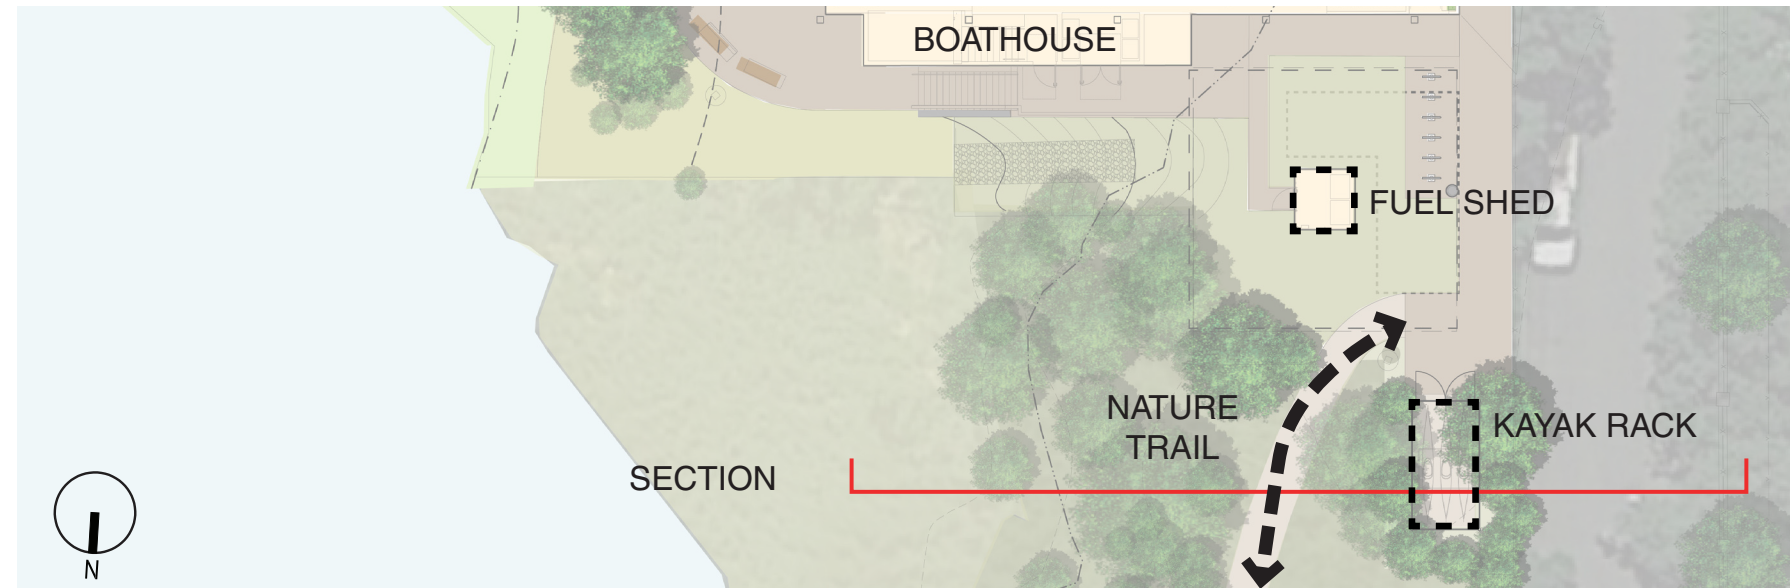 BOATHOUSE
FUEL SHED
NATURE
TRAIL
KAYAK RACK
SECTION
N